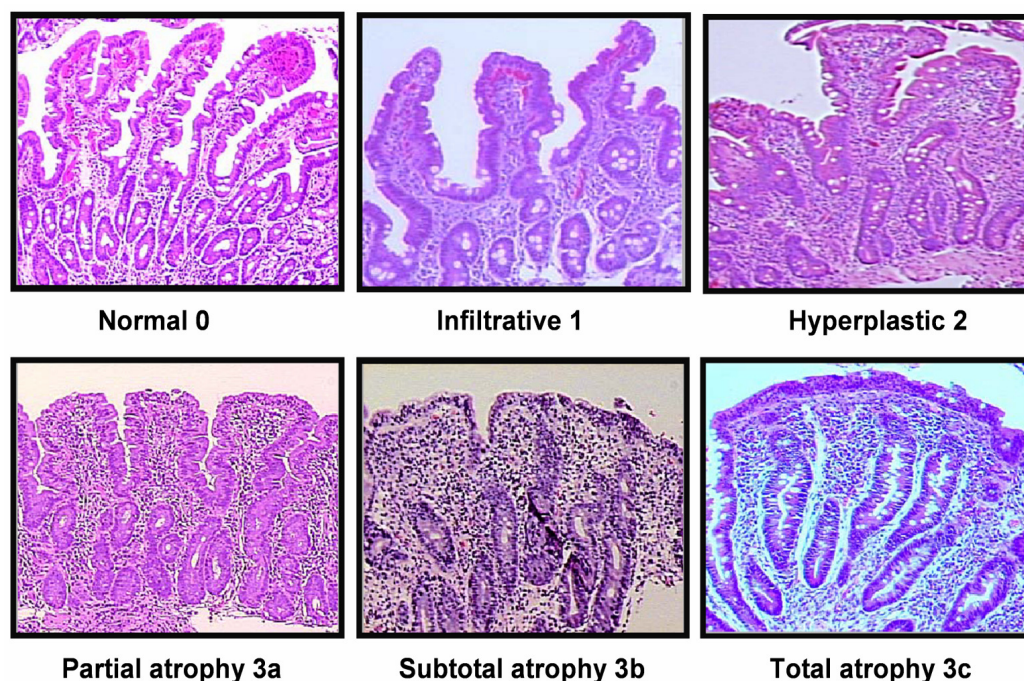 Normal 0
Infiltrative 1
Hyperplastic 2
Partial atrophy 3a
Subtotal atrophy 3b
Total atrophy 3c